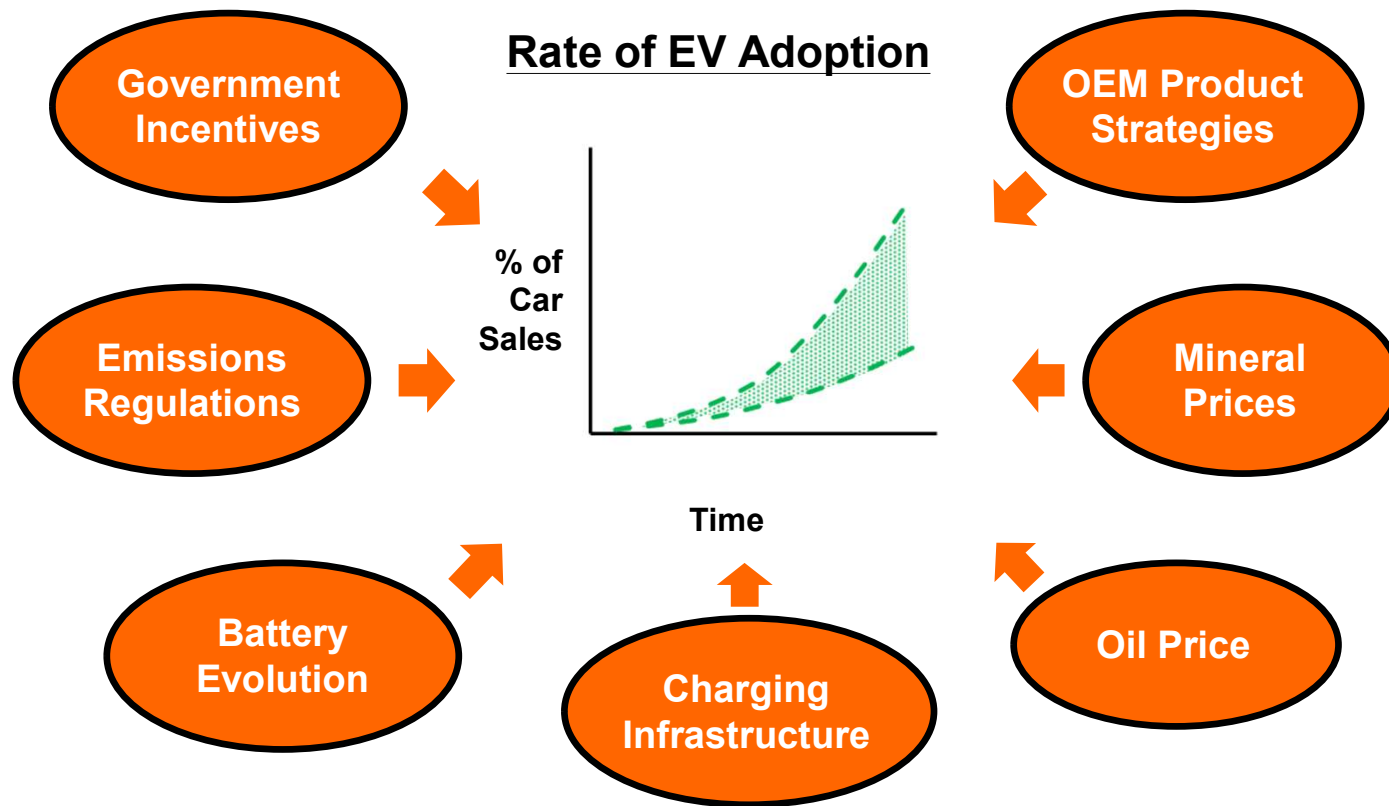 Rate of EV Adoption
Government
Incentives
OEM Product
Strategies
% of
Car
Sales
Emissions
Regulations
Mineral
Prices
Time
Battery
Evolution
Charging
Infrastructure
Oil Price